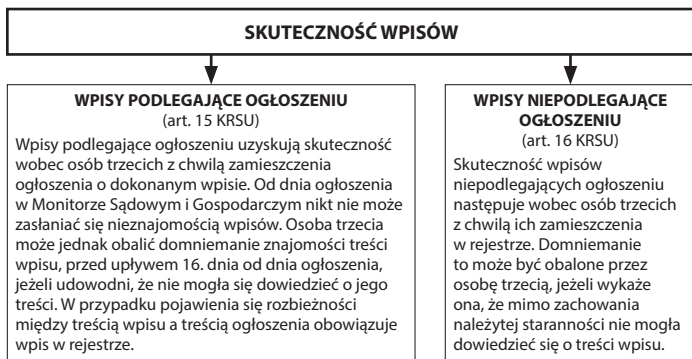 SKUTECZNOŚĆ WPISÓW
WPISY PODLEGAJĄCE OGŁOSZENIU
(art. 15 KRSU)
Wpisy podlegające ogłoszeniu uzyskują skuteczność
wobec osób trzecich z chwilą zamieszczenia
ogłoszenia o dokonanym wpisie. Od dnia ogłoszenia
w Monitorze Sądowym i Gospodarczym nikt nie może
zasłaniać się nieznajomością wpisów. Osoba trzecia
może jednak obalić domniemanie znajomości treści
wpisu, przed upływem 16. dnia od dnia ogłoszenia,
jeżeli udowodni, że nie mogła się dowiedzieć o jego
treści. W przypadku pojawienia się rozbieżności
między treścią wpisu a treścią ogłoszenia obowiązuje
wpis w rejestrze.
WPISY NIEPODLEGAJĄCE
OGŁOSZENIU
(art. 16 KRSU)
Skuteczność wpisów
niepodlegających ogłoszeniu
następuje wobec osób trzecich
z chwilą ich zamieszczenia
w rejestrze. Domniemanie
to może być obalone przez
osobę trzecią, jeżeli wykaże
ona, że mimo zachowania
należytej staranności nie mogła
dowiedzieć się o treści wpisu.